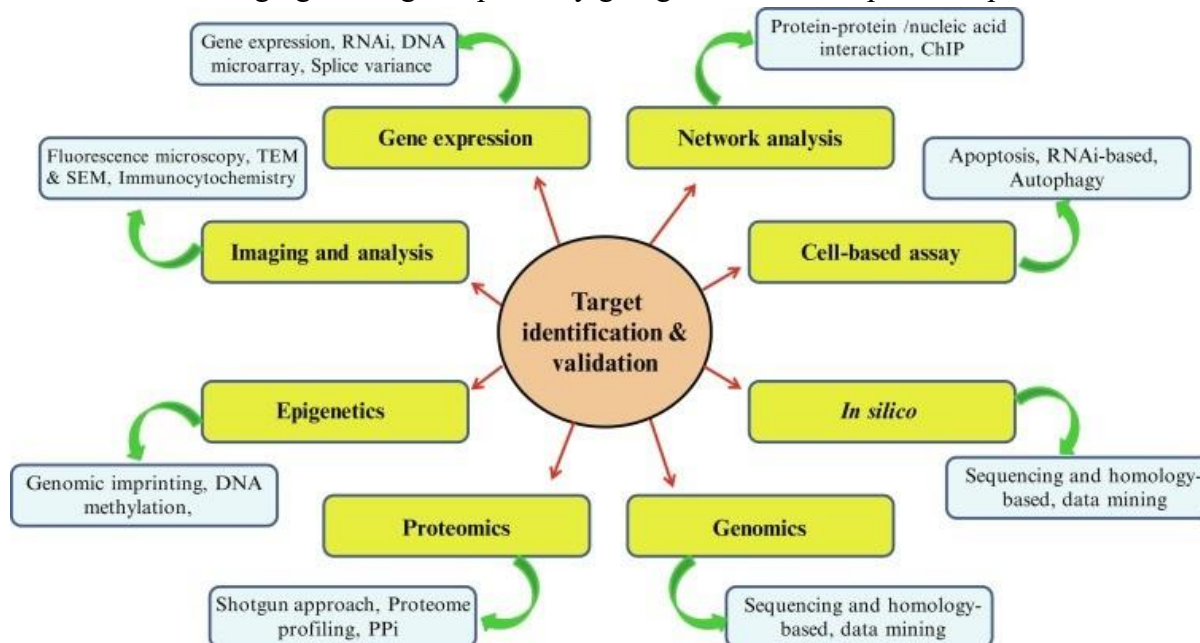 Gene expression, RNAi, DNA
microarray, Splice variance
Protein-protein /nucleic acid
interaction, ChIP
Gene expression
Network analysis
Fluorescence microscopy, TEM
& SEM, Immunocytochemistry
Apoptosis, RNAi-based,
Autophagy
Imaging and analysis
Cell-based assay
Target
identification &
validation
Epigenetics
In silico
Genomic imprinting, DNA
methylation,
Sequencing and homology-
based, data mining
Proteomics
Genomics
Shotgun approach, Proteome
profiling, PPi
Sequencing and homology-
based, data mining